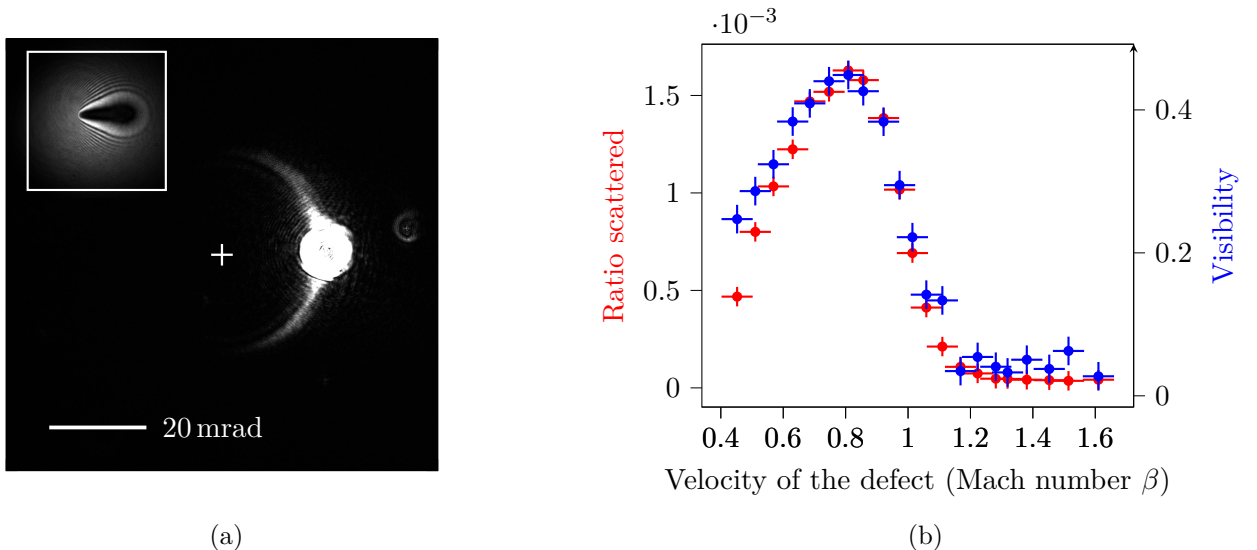 20 mrad
(a)
·10⁻³
1.5
1
0.5
0
Ratio scattered
0.4
0.2
0
Visibility
0.4 0.6 0.8 1 1.2 1.4 1.6
Velocity of the defect (Mach number β)
(b)